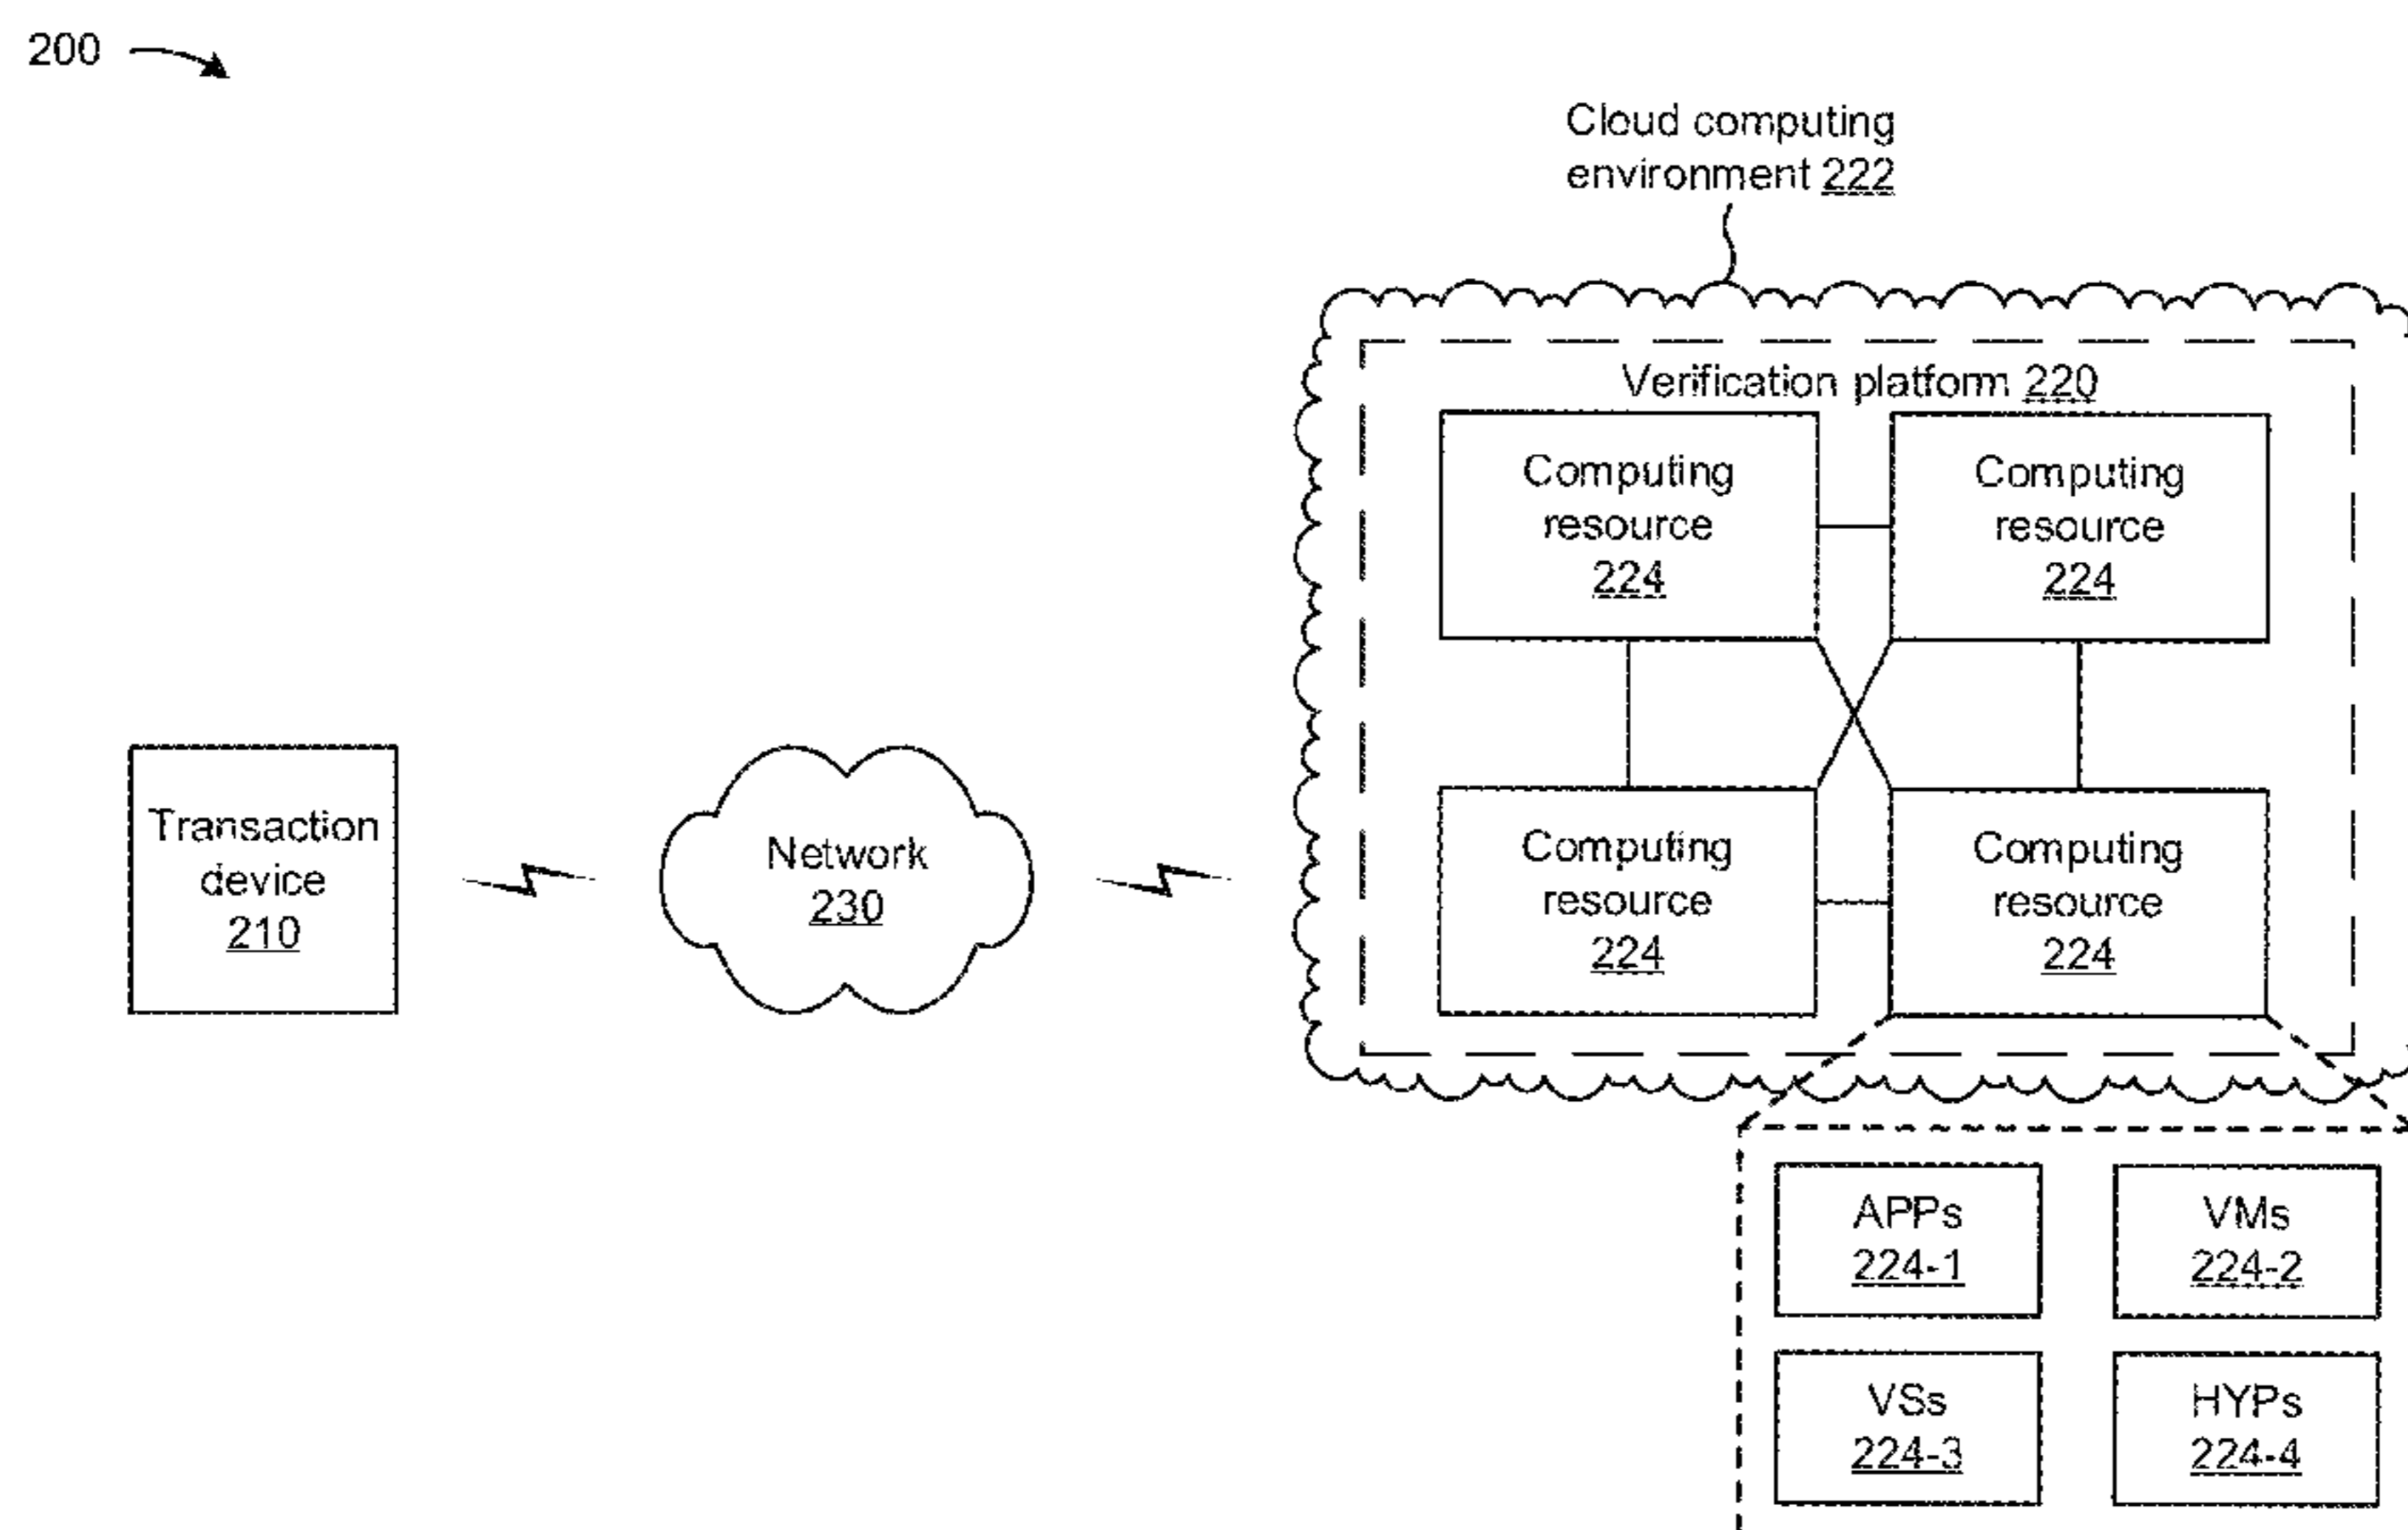 200
Cloud computing
environment 222
Verification platform 220
Computing
resource
224
Computing
resource
224
Transaction
device
210
Network
230
Computing
resource
224
Computing
resource
224
APPs
224-1
VMs
224-2
VSs
224-3
HYPs
224-4